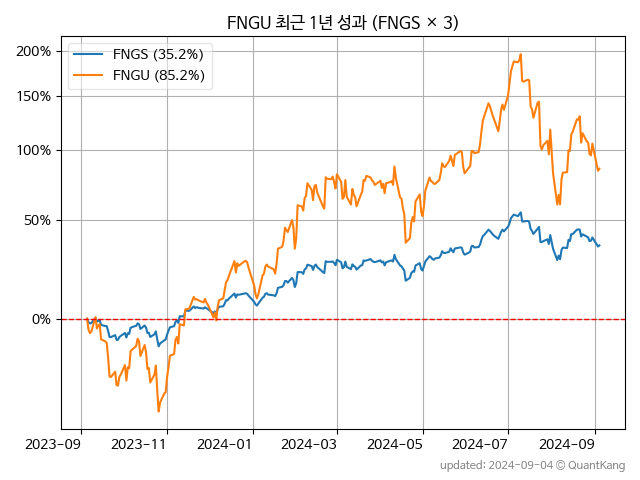 FNGU 최근 1년 성과 (FNGS × 3)
FNGS (35.2%)
FNGU (85.2%)
200%
150%
100%
50%
0%
2023-09 2023-11 2024-01 2024-03 2024-05 2024-07 2024-09
updated: 2024-09-04 © QuantKang